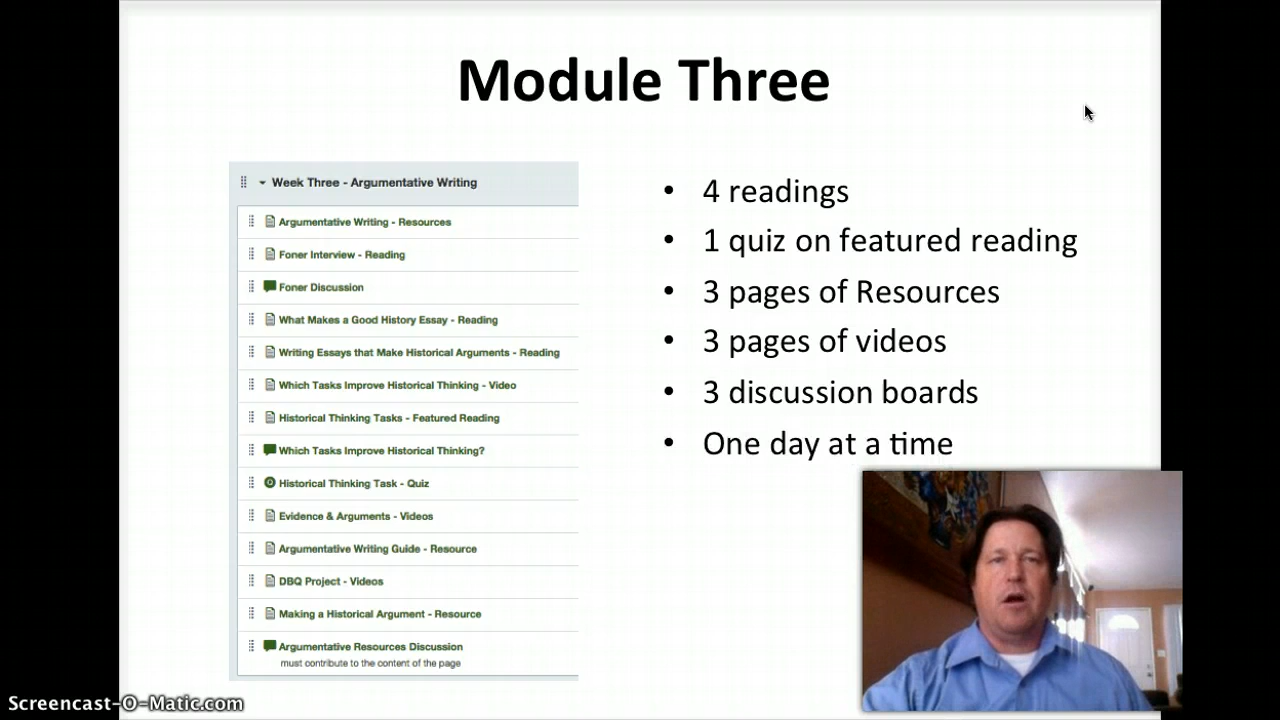 Module Three
Week Three - Argumentative Writing
Argumentative Writing - Resources
Foner Interview - Reading
Foner Discussion
What Makes a Good History Essay - Reading
Writing Essays that Make Historical Arguments - Reading
Which Tasks Improve Historical Thinking - Video
Historical Thinking Tasks - Featured Reading
Which Tasks Improve Historical Thinking?
Historical Thinking Task - Quiz
Evidence & Arguments - Videos
Argumentative Writing Guide - Resource
DBQ Project - Videos
Making a Historical Argument - Resource
Argumentative Resources Discussion
must contribute to the content of the page
• 4 readings
• 1 quiz on featured reading
• 3 pages of Resources
• 3 pages of videos
• 3 discussion boards
• One day at a time
Screencast-O-Matic.com